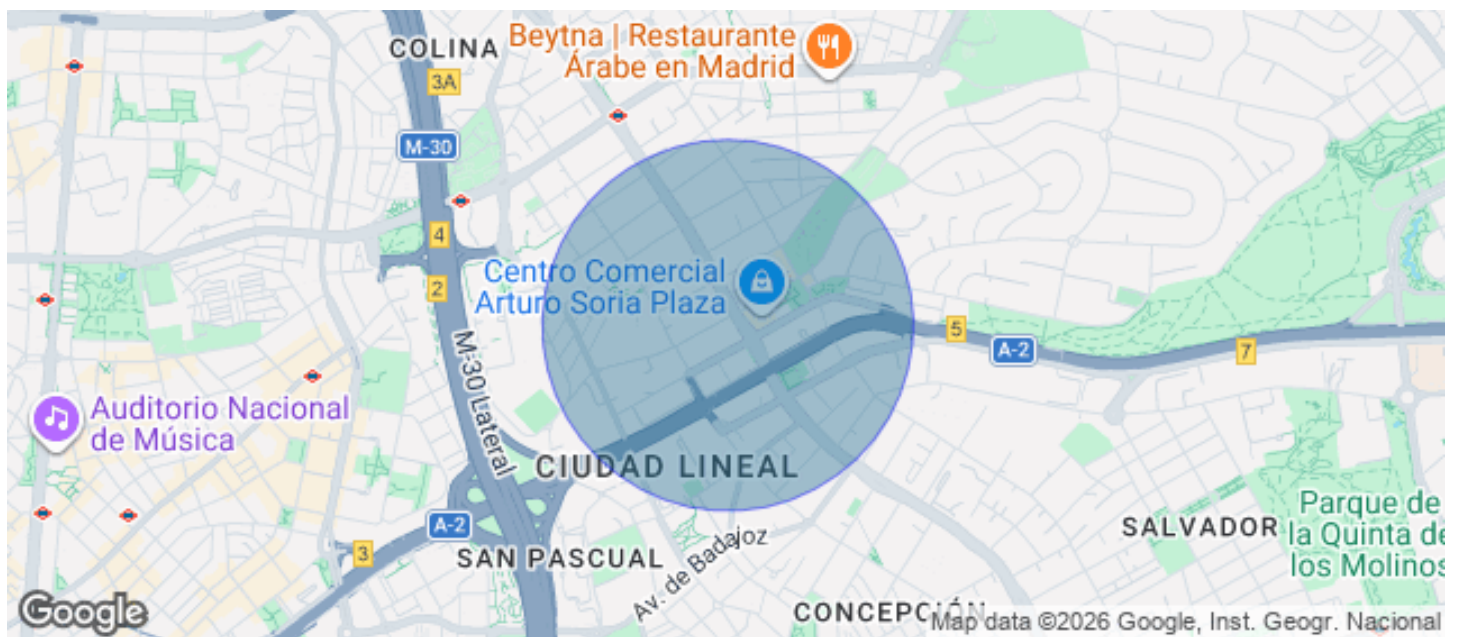 COLINA
Beytna | Restaurante
Árabe en Madrid
3A
M-30
4
2
Centro Comercial
Arturo Soria Plaza
5
A-2
7
M-30 Lateral
Auditorio Nacional
de Música
CIUDAD LINEAL
A-2
3
SAN PASCUAL
Av. de Badajoz
SALVADOR
Parque de
la Quinta de
los Molinos
CONCEPCIÓN
Google
Map data ©2026 Google, Inst. Geogr. Nacional